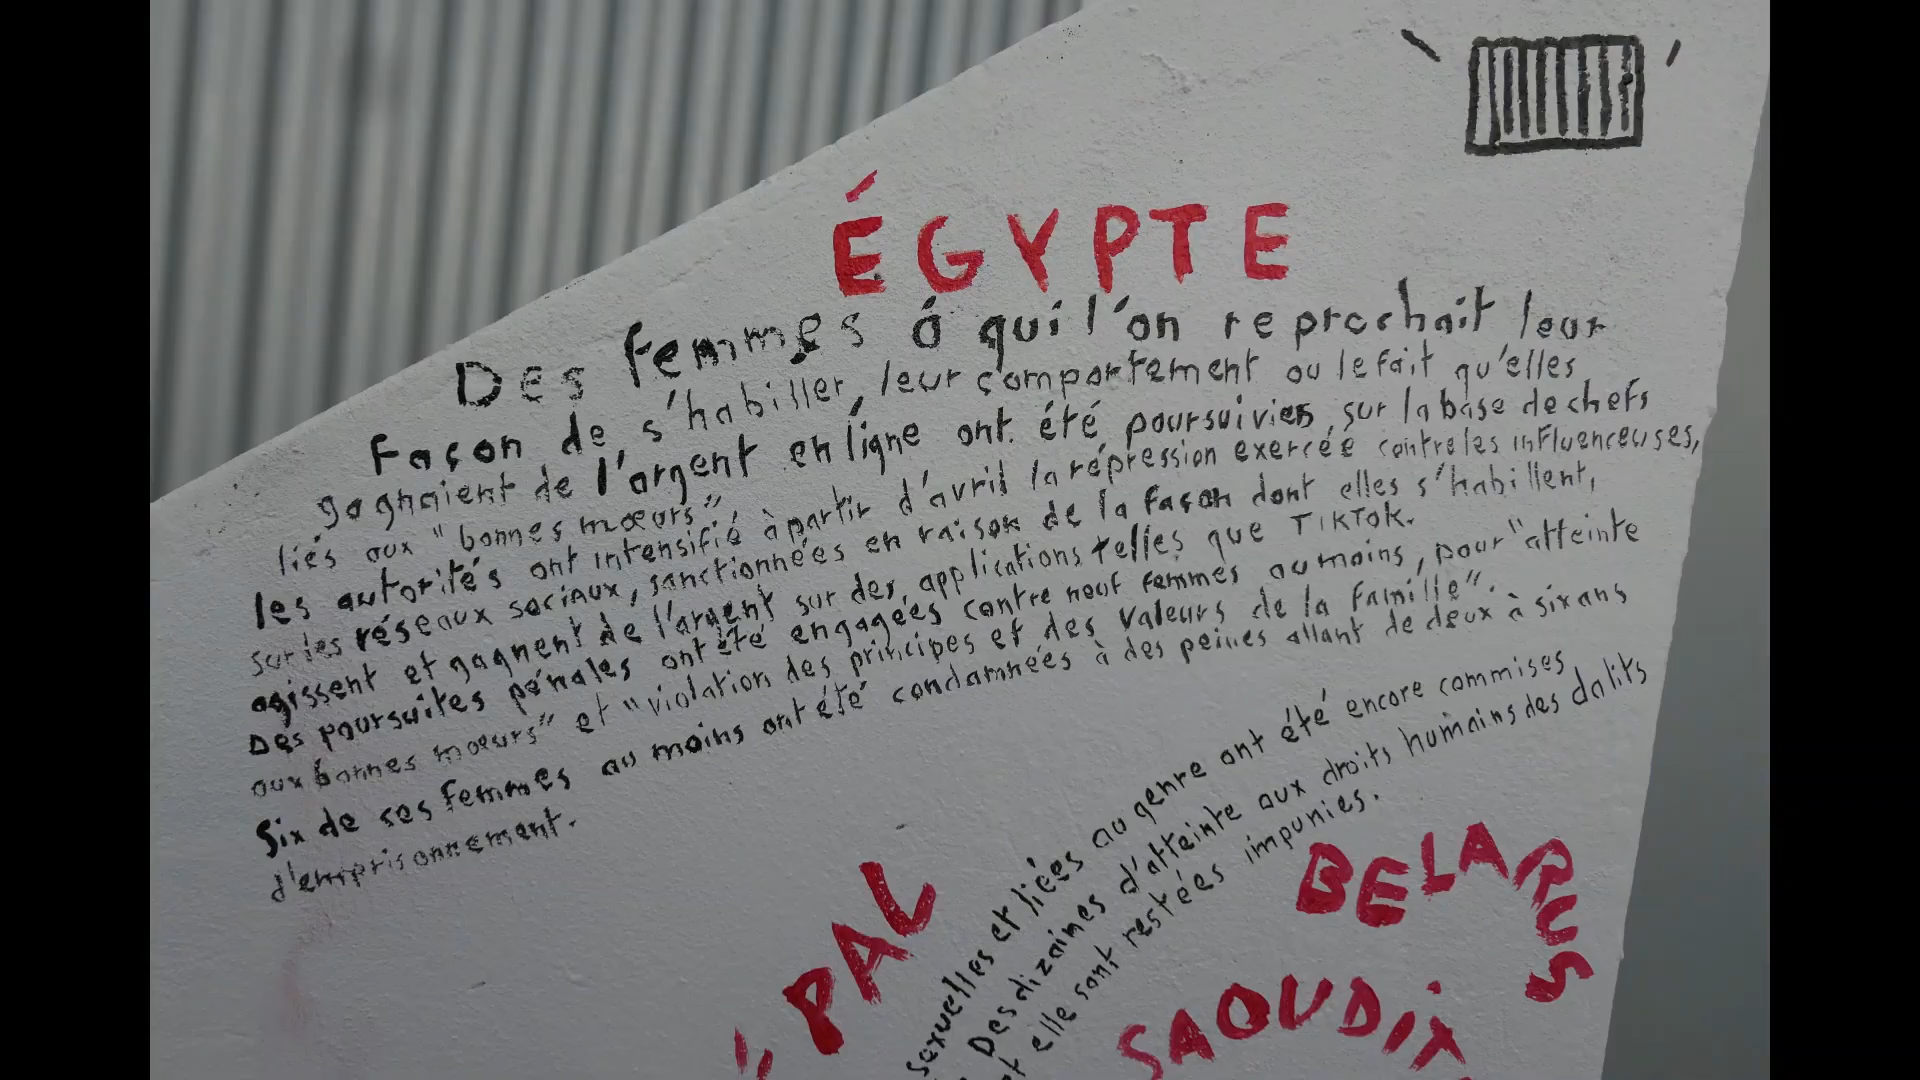 ÉGYPTE
Des femmes à qui l'on reprochait leur
façon de s'habiller, leur comportement ou le fait qu'elles
gagnaient de l'argent en ligne ont été poursuivies, sur la base de chefs
liés aux "bonnes mœurs"
les autorités ont intensifié à partir d'avril la répression exercée contre les influenceuses,
sur les réseaux sociaux, sanctionnées en raison de la façon dont elles s'habillent,
agissent et gagnent de l'argent sur des applications telles que TIKTOK.
Des poursuites pénales ont été engagées contre neuf femmes au moins, pour "atteinte
aux bonnes mœurs" et "violation des principes et des valeurs de la famille".
Six de ses femmes au moins ont été condamnées à des peines allant de deux à six ans
d'emprisonnement.
PAL
sexuelles et liées au genre ont été encore commises
Des dizaines d'atteinte aux droits humains des dalits
elle sont restées impunies.
BELARUS
SAOUDIT